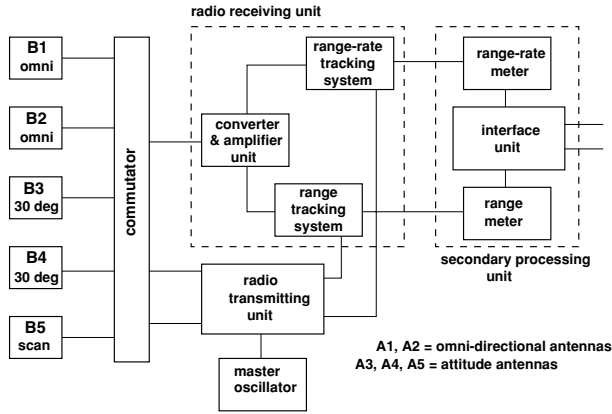 radio receiving unit
B1
omni
B2
omni
B3
30 deg
B4
30 deg
B5
scan
commutator
converter
& amplifier
unit
range-rate
tracking
system
range
tracking
system
radio
transmitting
unit
master
oscillator
range-rate
meter
interface
unit
range
meter
secondary processing
unit
A1, A2 = omni-directional antennas
A3, A4, A5 = attitude antennas